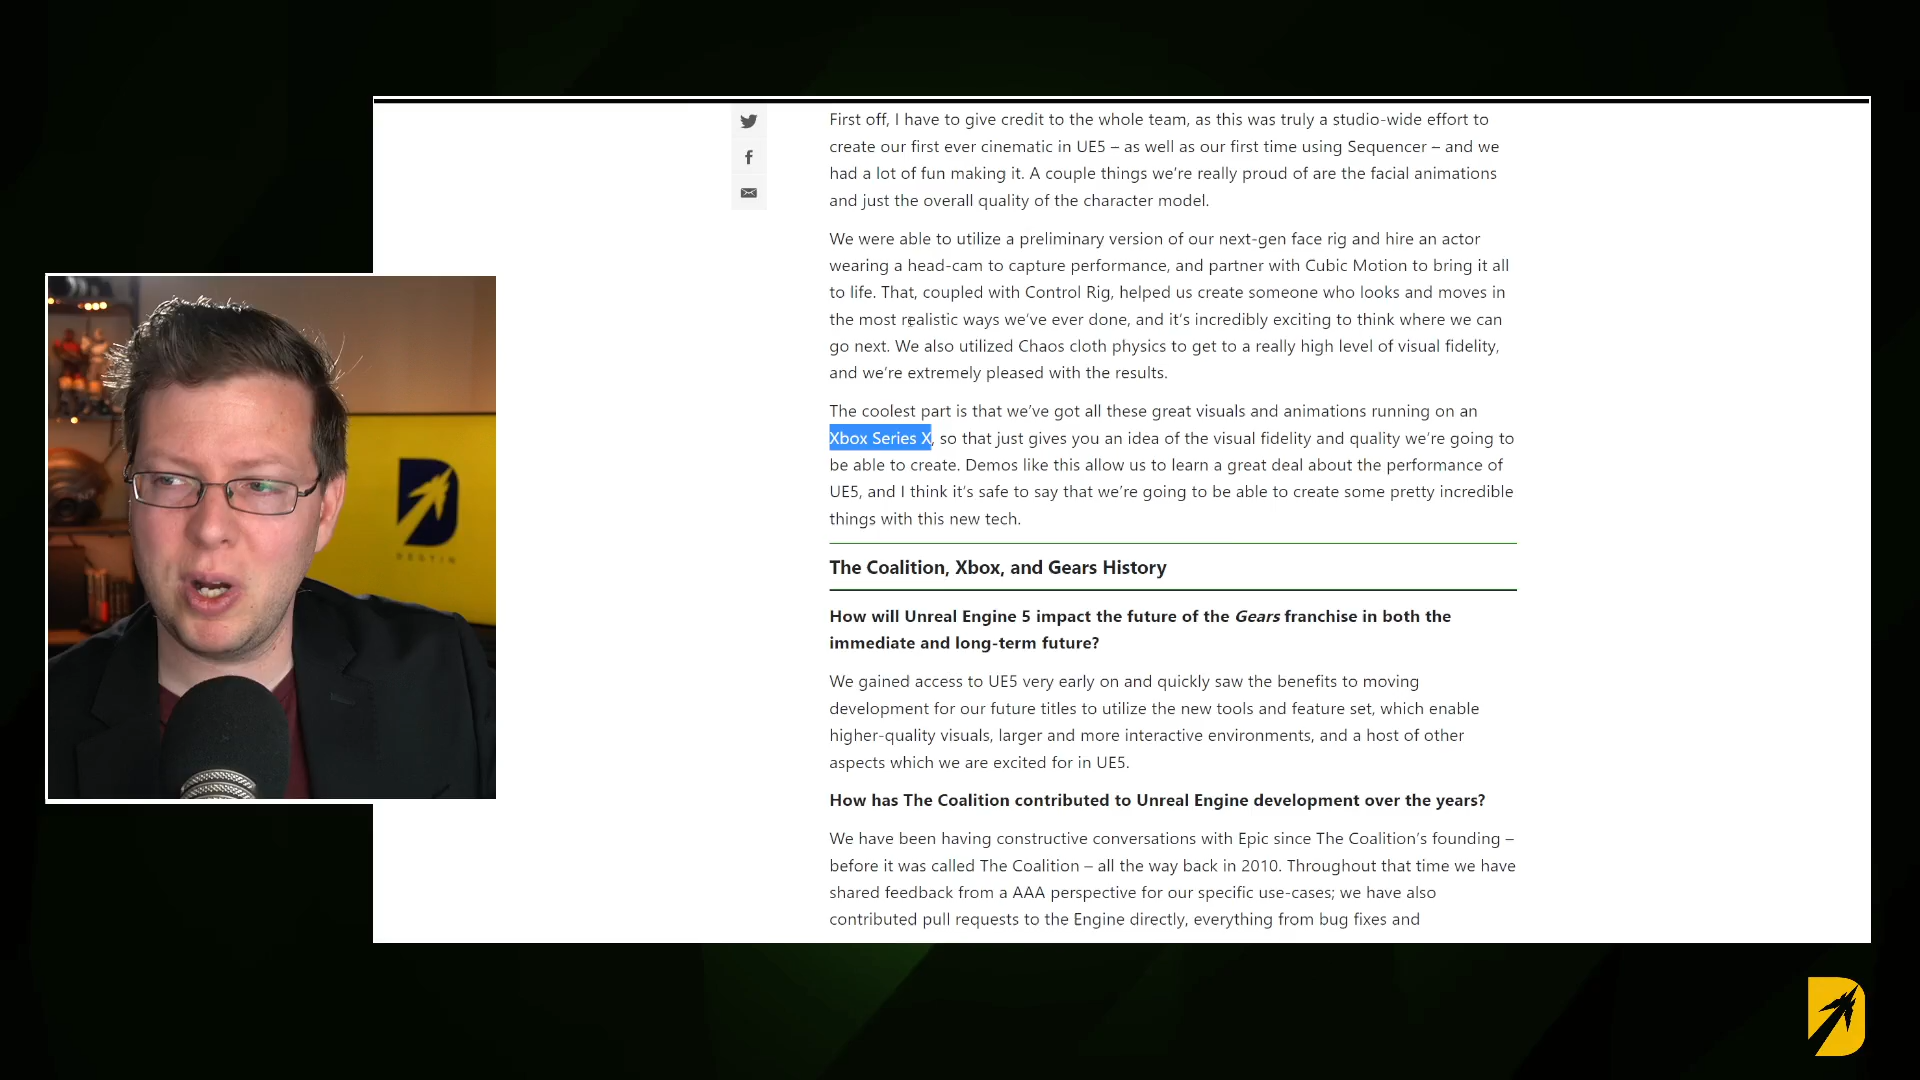 First off, I have to give credit to the whole team, as this was truly a studio-wide effort to
create our first ever cinematic in UE5 – as well as our first time using Sequencer – and we
had a lot of fun making it. A couple things we’re really proud of are the facial animations
and just the overall quality of the character model.
We were able to utilize a preliminary version of our next-gen face rig and hire an actor
wearing a head-cam to capture performance, and partner with Cubic Motion to bring it all
to life. That, coupled with Control Rig, helped us create someone who looks and moves in
the most realistic ways we’ve ever done, and it’s incredibly exciting to think where we can
go next. We also utilized Chaos cloth physics to get to a really high level of visual fidelity,
and we’re extremely pleased with the results.
The coolest part is that we’ve got all these great visuals and animations running on an
Xbox Series X, so that just gives you an idea of the visual fidelity and quality we’re going to
be able to create. Demos like this allow us to learn a great deal about the performance of
UE5, and I think it’s safe to say that we’re going to be able to create some pretty incredible
things with this new tech.
The Coalition, Xbox, and Gears History
How will Unreal Engine 5 impact the future of the Gears franchise in both the
immediate and long-term future?
We gained access to UE5 very early on and quickly saw the benefits to moving
development for our future titles to utilize the new tools and feature set, which enable
higher-quality visuals, larger and more interactive environments, and a host of other
aspects which we are excited for in UE5.
How has The Coalition contributed to Unreal Engine development over the years?
We have been having constructive conversations with Epic since The Coalition’s founding –
before it was called The Coalition – all the way back in 2010. Throughout that time we have
shared feedback from a AAA perspective for our specific use-cases; we have also
contributed pull requests to the Engine directly, everything from bug fixes and
DESTIN